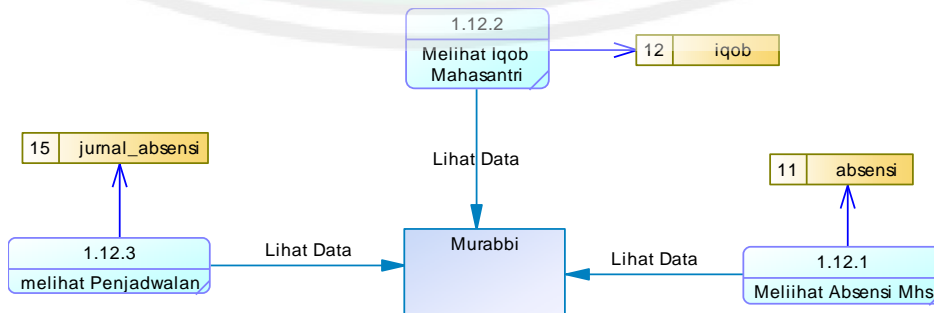 1.12.2
Melihat Iqob
Mahasantri
12 iqob
Lihat Data
15 jurnal_absensi
11 absensi
1.12.3
melihat Penjadwalan
Lihat Data
Murabbi
Lihat Data
1.12.1
Meliihat Absensi Mhs